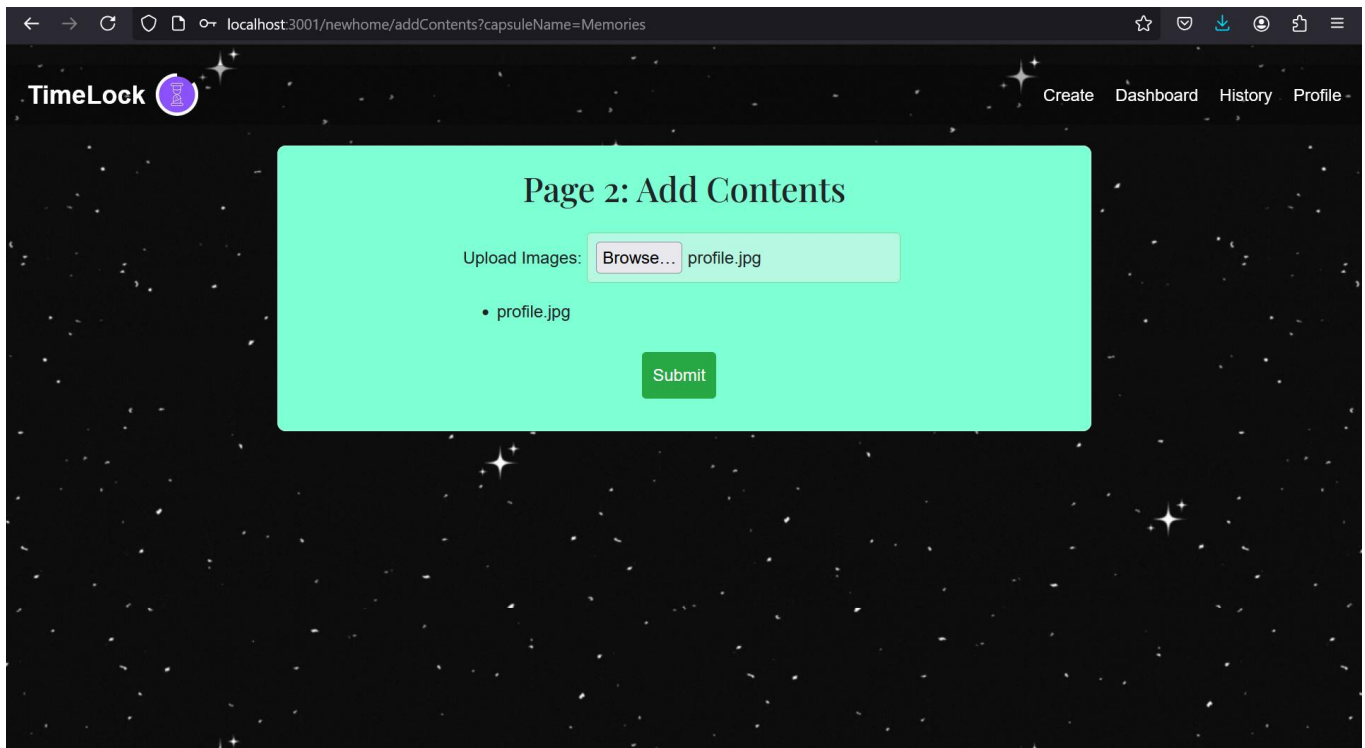 localhost:3001/newhome/addContents?capsuleName=Memories
TimeLock
Create Dashboard History Profile
Page 2: Add Contents
Upload Images: Browse... profile.jpg
• profile.jpg
Submit